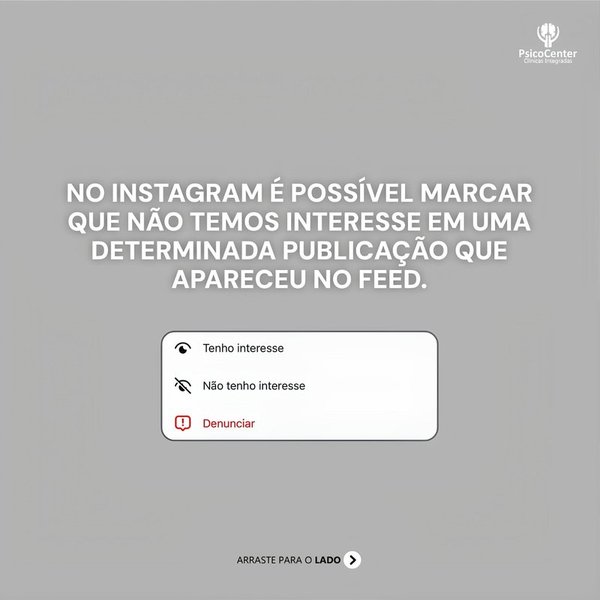 PsicoCenter
Clínicas Integradas
NO INSTAGRAM É POSSÍVEL MARCAR
QUE NÃO TEMOS INTERESSE EM UMA
DETERMINADA PUBLICAÇÃO QUE
APARECEU NO FEED.
Tenho interesse
Não tenho interesse
Denunciar
ARRASTE PARA O LADO